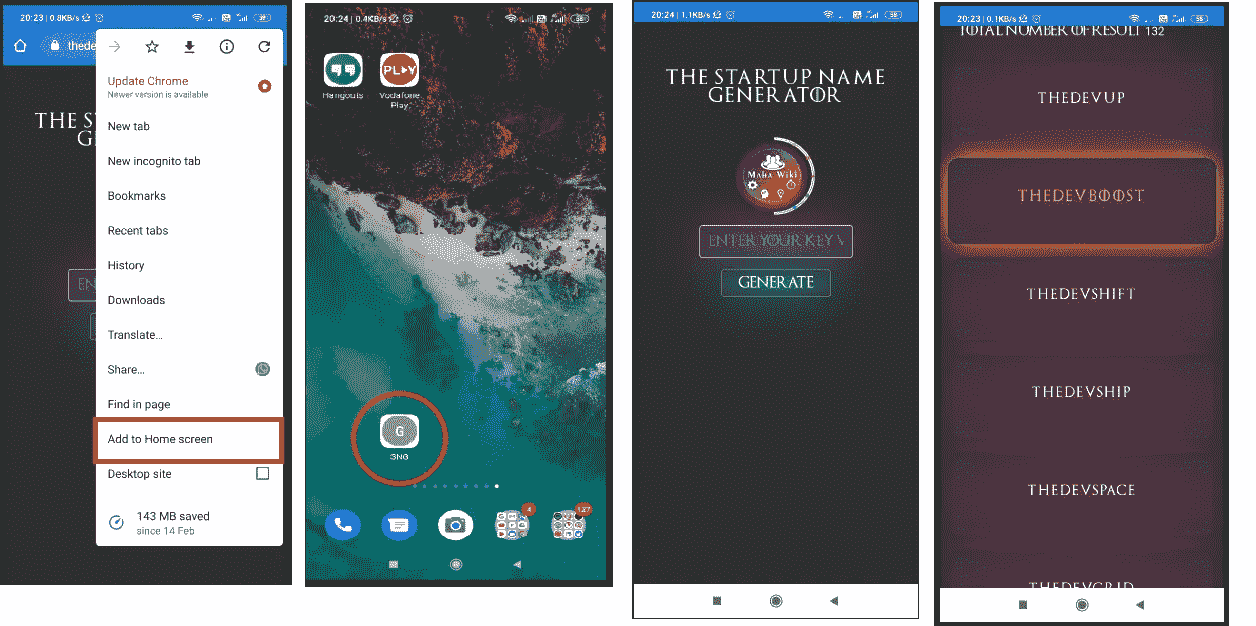 20:23 | 0.8KB/s
thede
Update Chrome
Newer version is available
New tab
New incognito tab
Bookmarks
Recent tabs
History
Downloads
Translate...
Share...
Find in page
Add to Home screen
Desktop site
143 MB saved
since 14 Feb
THE S
GE
EN
20:24 | 0.4KB/s
Hangouts
Vodafone
Play
PLAY
G
SNG
4
127
20:24 | 1.1KB/s
THE STARTUP NAME
GENERATOR
Maha Wiki
ENTER YOUR KEY
GENERATE
20:23 | 0.1KB/s
TOTAL NUMBER OF RESULT 132
THEDEVUP
THEDEVBOOST
THEDEVSHIFT
THEDEVSHIP
THEDEVSPACE
THEDEVGRID